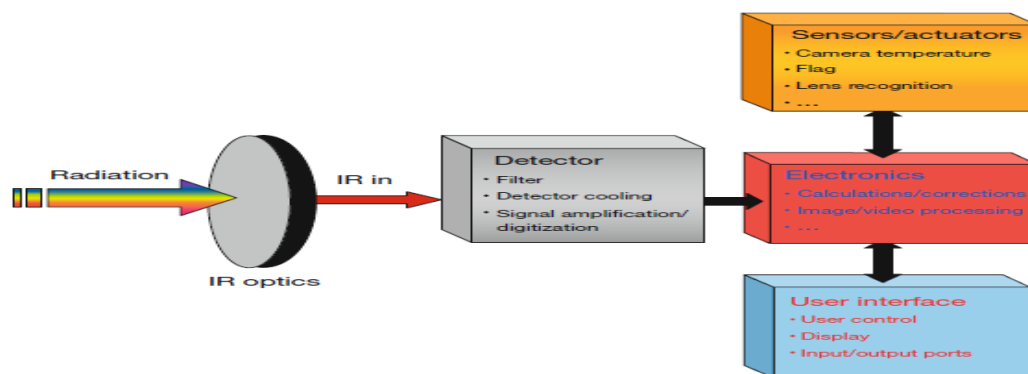 Radiation
IR optics
IR in
Detector
• Filter
• Detector cooling
• Signal amplification/
digitization
Sensors/actuators
• Camera temperature
• Flag
• Lens recognition
• ...
Electronics
• Calculations/corrections
• Image/video processing
• ...
User interface
• User control
• Display
• Input/output ports